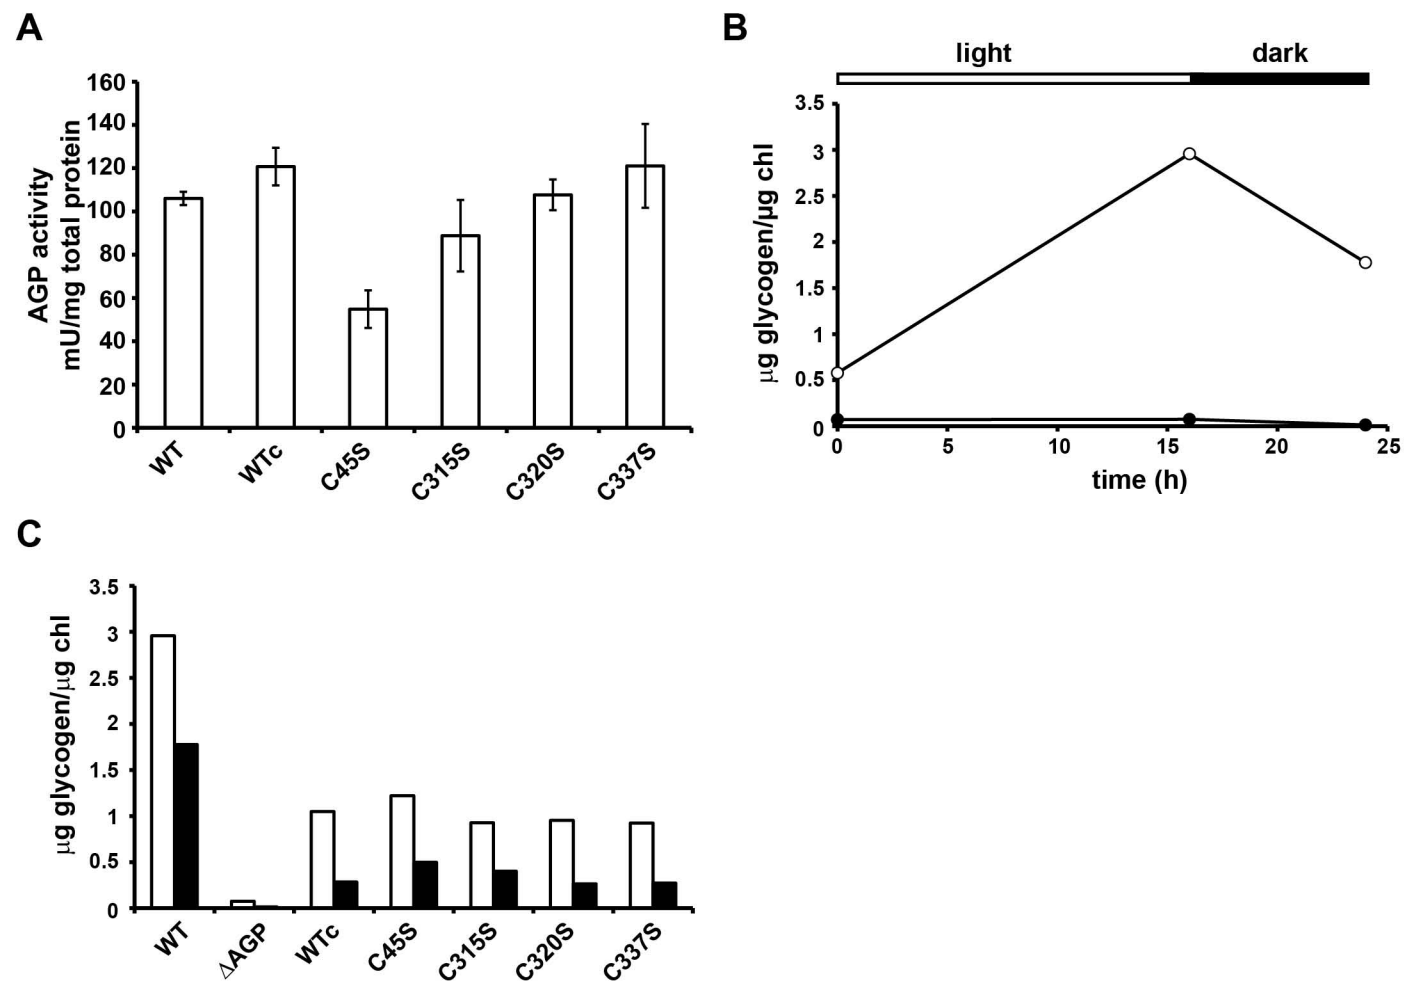 A
AGP activity
mU/mg total protein
160
140
120
100
80
60
40
20
0
WT
WTc
C45S
C315S
C320S
C337S
B
light
dark
µg glycogen/µg chl
3.5
3
2.5
2
1.5
1
0.5
0
0
5
10
15
20
25
time (h)
C
µg glycogen/µg chl
3.5
3
2.5
2
1.5
1
0.5
0
WT
ΔAGP
WTc
C45S
C315S
C320S
C337S